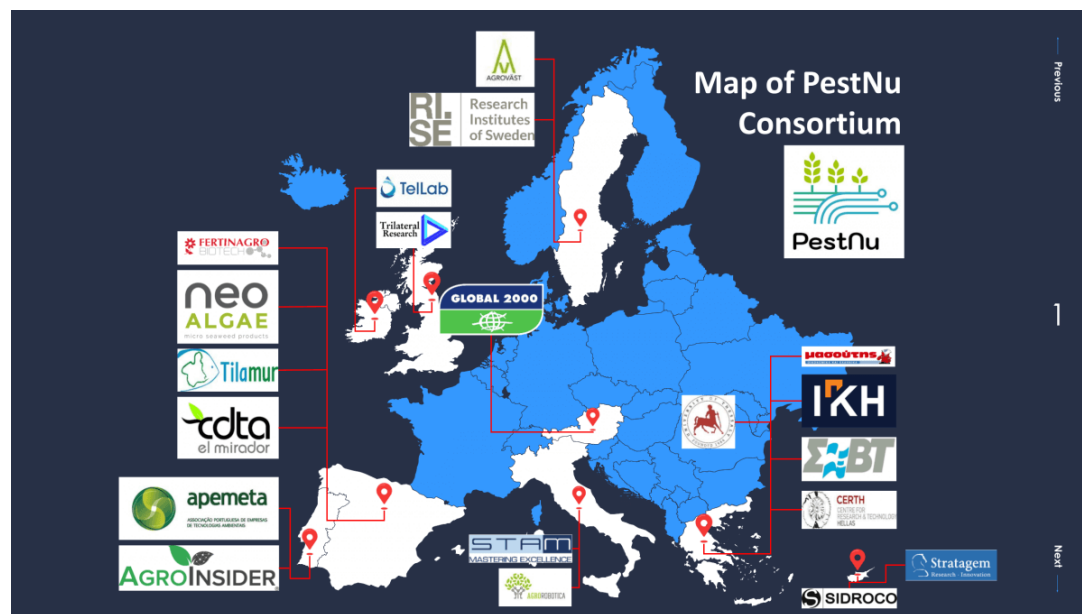 Map of PestNu
Consortium
PestNu
Previous
1
Next
AGROVÄST
RI.
SE
Research
Institutes
of Sweden
TelLab
Trilateral
Research
GLOBAL 2000
FERTINAGRO
BIOTECH
neo
ALGAE
micro seaweed products
Tilamur
cdta
el mirador
apemeta
ASSOCIAÇÃO PORTUGUESA DE EMPRESAS
DE TECNOLOGIAS AMBIENTAIS
AGROINSIDER
STAM
MASTERING EXCELLENCE
AGROROBOTICA
μασούτης
ΓΚΗ
ΣΒΤ
CERTH
CENTRE FOR
RESEARCH & TECHNOLOGY
HELLAS
Stratagem
Research · Innovation
SIDROCO